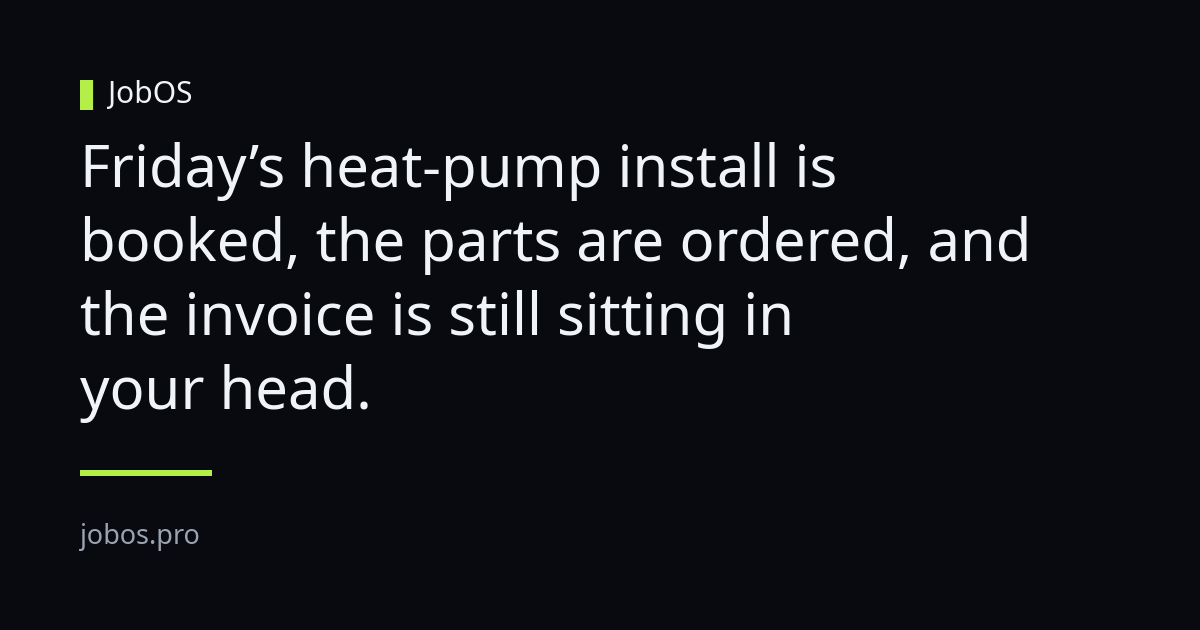 JobOS
Friday’s heat-pump install is
booked, the parts are ordered, and
the invoice is still sitting in
your head.
jobos.pro